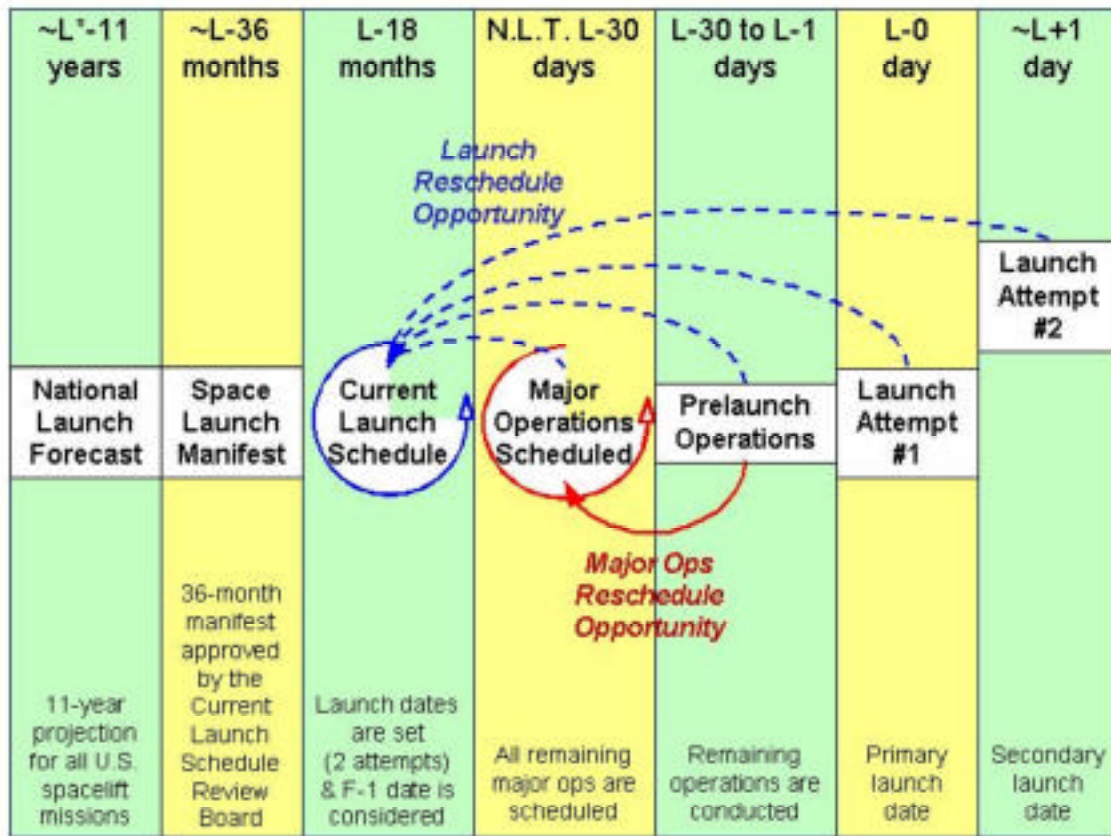 ~L*-11
years
~L-36
months
L-18
months
N.L.T. L-30
days
L-30 to L-1
days
L-0
day
~L+1
day
Launch
Reschedule
Opportunity
Launch
Attempt
#2
National
Launch
Forecast
Space
Launch
Manifest
Current
Launch
Schedule
Major
Operations
Scheduled
Prelaunch
Operations
Launch
Attempt
#1
Major Ops
Reschedule
Opportunity
11-year
projection
for all U.S.
spacelift
missions
36-month
manifest
approved
by the
Current
Launch
Schedule
Review
Board
Launch dates
are set
(2 attempts)
& F-1 date is
considered
All remaining
major ops are
scheduled
Remaining
operations are
conducted
Primary
launch
date
Secondary
launch
date